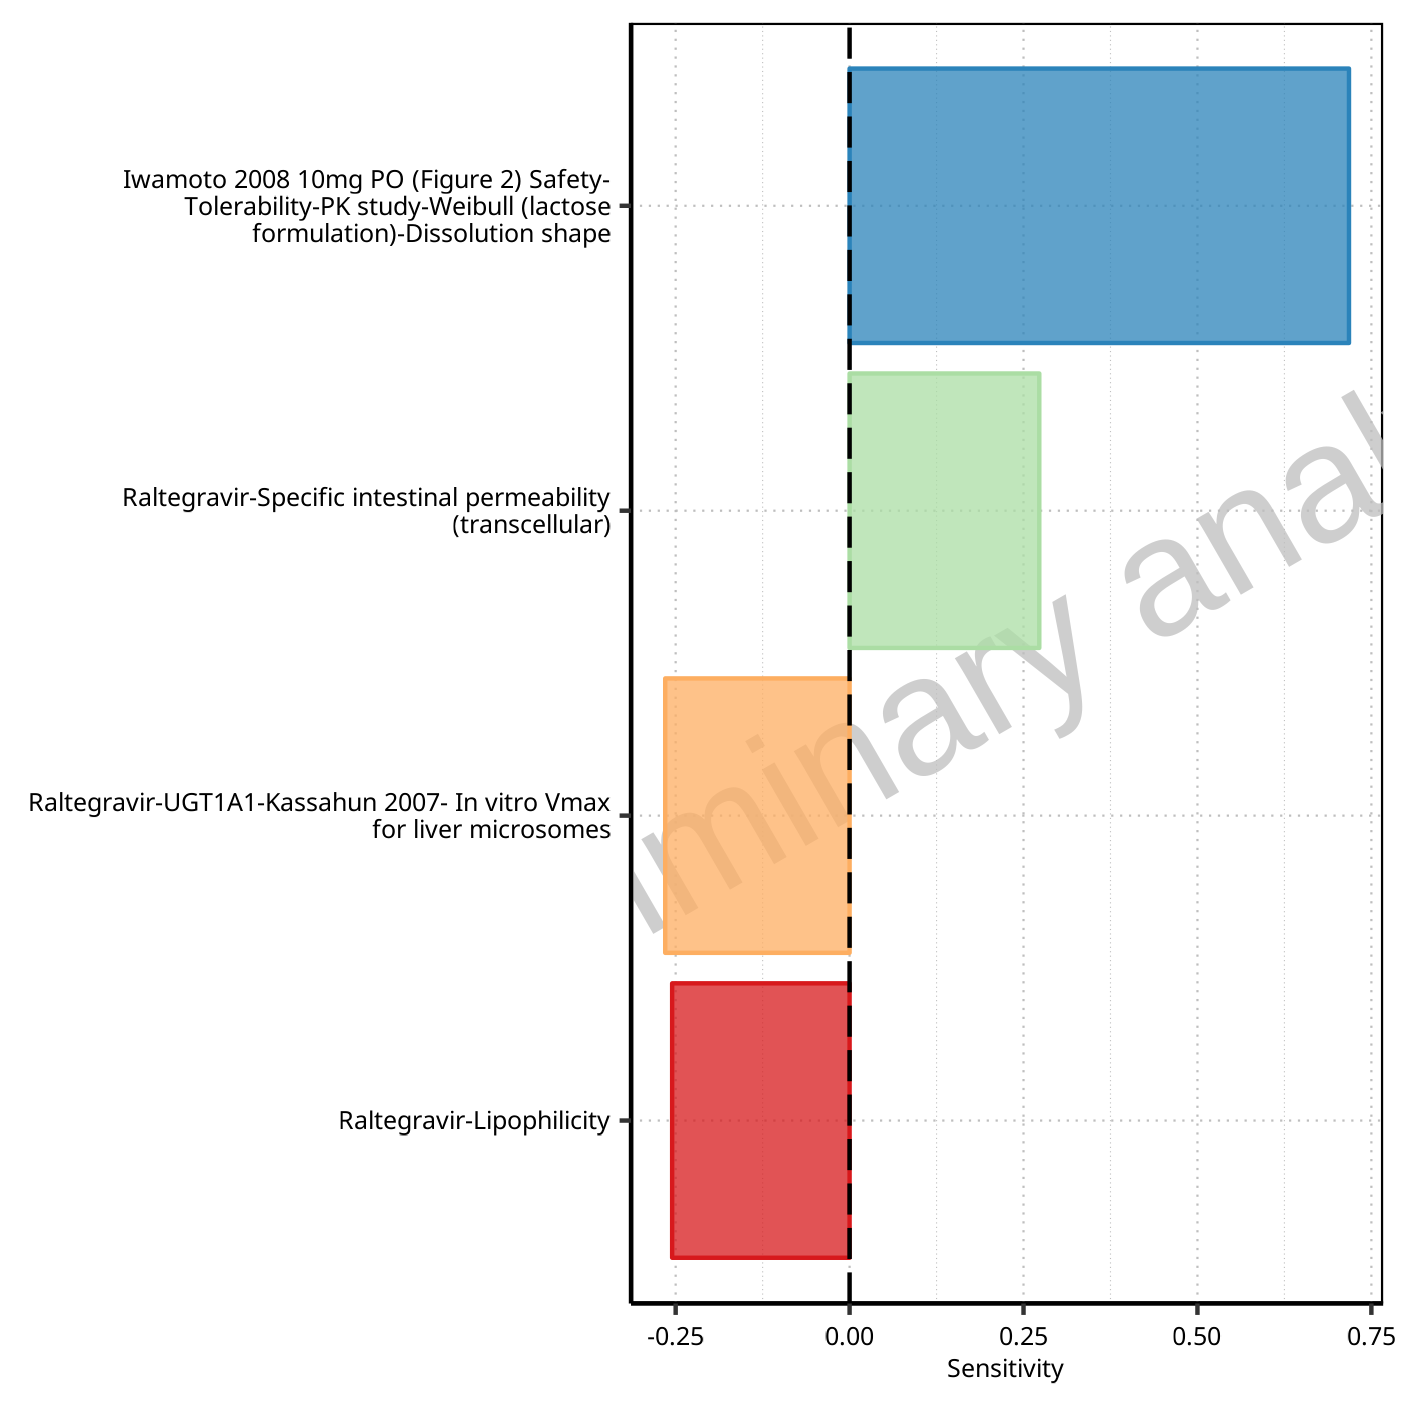 Iwamoto 2008 10mg PO (Figure 2) Safety-
Tolerability-PK study-Weibull (lactose
formulation)-Dissolution shape
Raltegravir-Specific intestinal permeability
(transcellular)
Raltegravir-UGT1A1-Kassahun 2007- In vitro Vmax
for liver microsomes
Raltegravir-Lipophilicity
minary anal
-0.25 0.00 0.25 0.50 0.75
Sensitivity